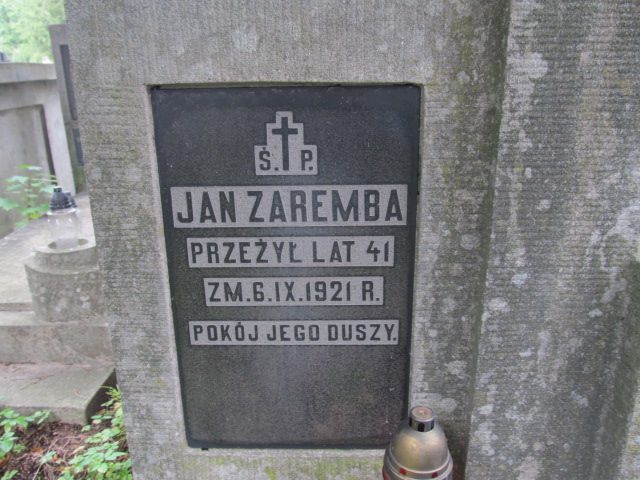 Ś. P.
JAN ZAREMBA
PRZEŻYŁ LAT 41
ZM. 6.IX.1921 R.
POKÓJ JEGO DUSZY.